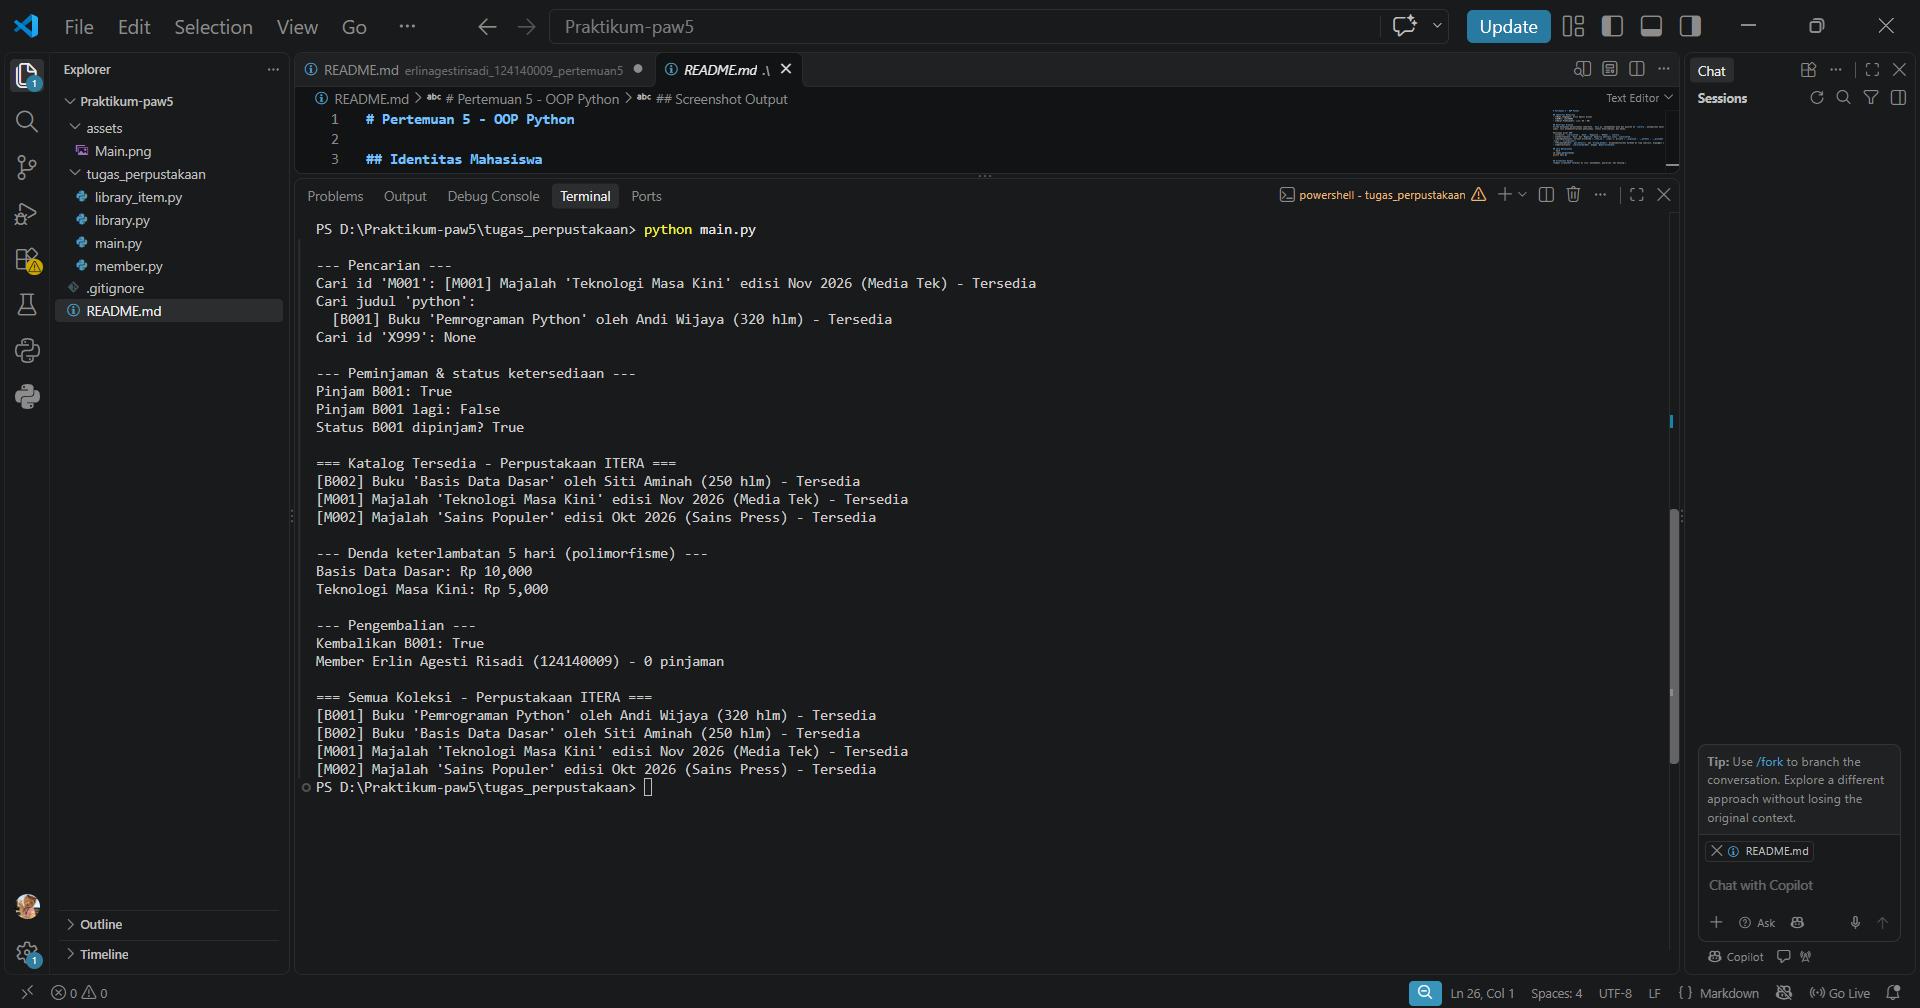 File Edit Selection View Go ···
Praktikum-paw5
Update
Explorer
Praktikum-paw5
assets
Main.png
tugas_perpustakaan
library_item.py
library.py
main.py
member.py
.gitignore
README.md
Outline
Timeline
README.md erlinagestirisadi_124140009_pertemuan5
README.md .\
README.md > # Pertemuan 5 - OOP Python > ## Screenshot Output
Text Editor
1 # Pertemuan 5 - OOP Python
2
3 ## Identitas Mahasiswa
Problems Output Debug Console Terminal Ports
powershell - tugas_perpustakaan
PS D:\Praktikum-paw5\tugas_perpustakaan> python main.py
--- Pencarian ---
Cari id 'M001': [M001] Majalah 'Teknologi Masa Kini' edisi Nov 2026 (Media Tek) - Tersedia
Cari judul 'python':
[B001] Buku 'Pemrograman Python' oleh Andi Wijaya (320 hlm) - Tersedia
Cari id 'X999': None
--- Peminjaman & status ketersediaan ---
Pinjam B001: True
Pinjam B001 lagi: False
Status B001 dipinjam? True
=== Katalog Tersedia - Perpustakaan ITERA ===
[B002] Buku 'Basis Data Dasar' oleh Siti Aminah (250 hlm) - Tersedia
[M001] Majalah 'Teknologi Masa Kini' edisi Nov 2026 (Media Tek) - Tersedia
[M002] Majalah 'Sains Populer' edisi Okt 2026 (Sains Press) - Tersedia
--- Denda keterlambatan 5 hari (polimorfisme) ---
Basis Data Dasar: Rp 10,000
Teknologi Masa Kini: Rp 5,000
--- Pengembalian ---
Kembalikan B001: True
Member Erlin Agesti Risadi (124140009) - 0 pinjaman
=== Semua Koleksi - Perpustakaan ITERA ===
[B001] Buku 'Pemrograman Python' oleh Andi Wijaya (320 hlm) - Tersedia
[B002] Buku 'Basis Data Dasar' oleh Siti Aminah (250 hlm) - Tersedia
[M001] Majalah 'Teknologi Masa Kini' edisi Nov 2026 (Media Tek) - Tersedia
[M002] Majalah 'Sains Populer' edisi Okt 2026 (Sains Press) - Tersedia
PS D:\Praktikum-paw5\tugas_perpustakaan>
Chat
Sessions
Tip: Use /fork to branch the
conversation. Explore a different
approach without losing the
original context.
README.md
Chat with Copilot
Ask
Copilot
0 0
Ln 26, Col 1 Spaces: 4 UTF-8 LF { } Markdown Go Live